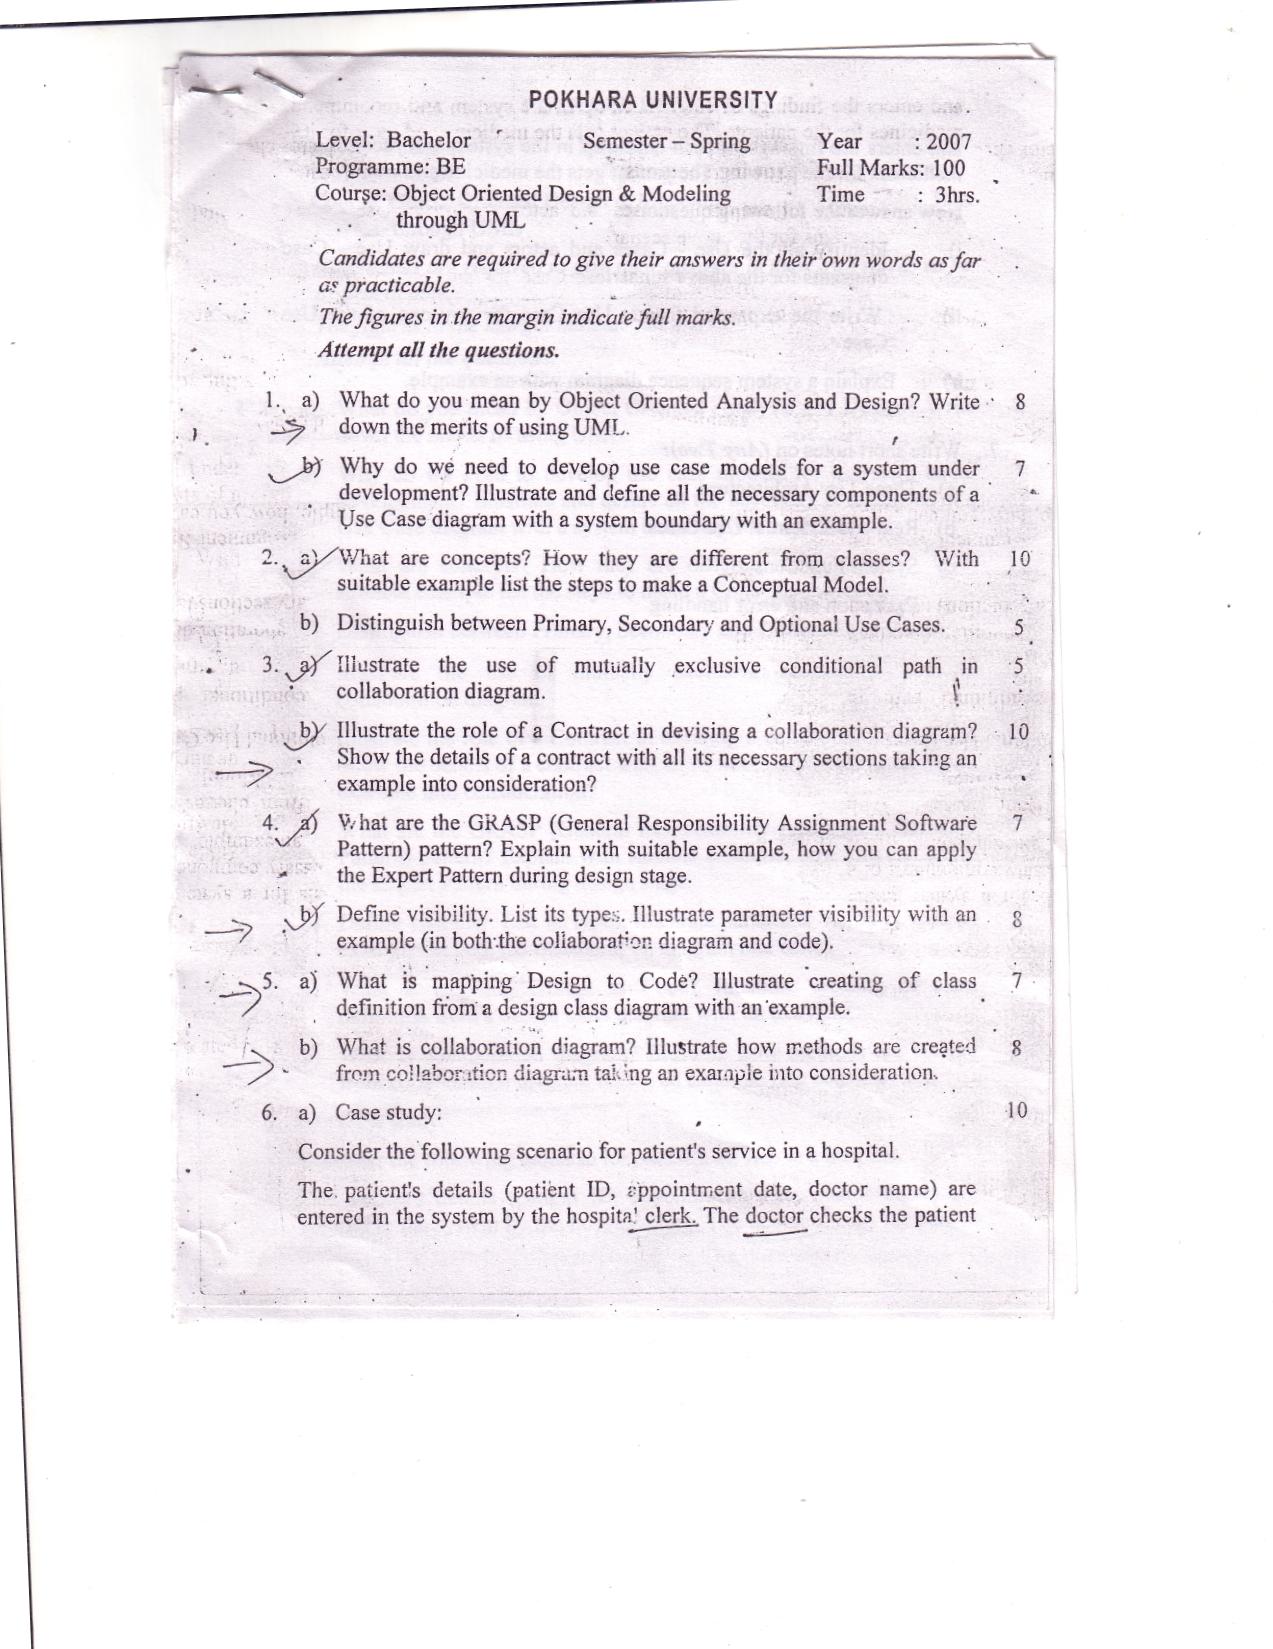 POKHARA UNIVERSITY
Level: Bachelor Semester – Spring Year : 2007
Programme: BE Full Marks: 100
Course: Object Oriented Design & Modeling Time : 3hrs.
through UML
Candidates are required to give their answers in their own words as far
as practicable.
The figures in the margin indicate full marks.
Attempt all the questions.
1. a) What do you mean by Object Oriented Analysis and Design? Write 8
down the merits of using UML.
b) Why do we need to develop use case models for a system under 7
development? Illustrate and define all the necessary components of a
Use Case diagram with a system boundary with an example.
2. a) What are concepts? How they are different from classes? With 10
suitable example list the steps to make a Conceptual Model.
b) Distinguish between Primary, Secondary and Optional Use Cases. 5
3. a) Illustrate the use of mutually exclusive conditional path in 5
collaboration diagram.
b) Illustrate the role of a Contract in devising a collaboration diagram? 10
Show the details of a contract with all its necessary sections taking an
example into consideration?
4. a) What are the GRASP (General Responsibility Assignment Software 7
Pattern) pattern? Explain with suitable example, how you can apply
the Expert Pattern during design stage.
b) Define visibility. List its types. Illustrate parameter visibility with an 8
example (in both the collaboration diagram and code).
5. a) What is mapping Design to Code? Illustrate creating of class 7
definition from a design class diagram with an example.
b) What is collaboration diagram? Illustrate how methods are created 8
from collaboration diagram taking an example into consideration.
6. a) Case study: 10
Consider the following scenario for patient's service in a hospital.
The patient's details (patient ID, appointment date, doctor name) are
entered in the system by the hospital clerk. The doctor checks the patient